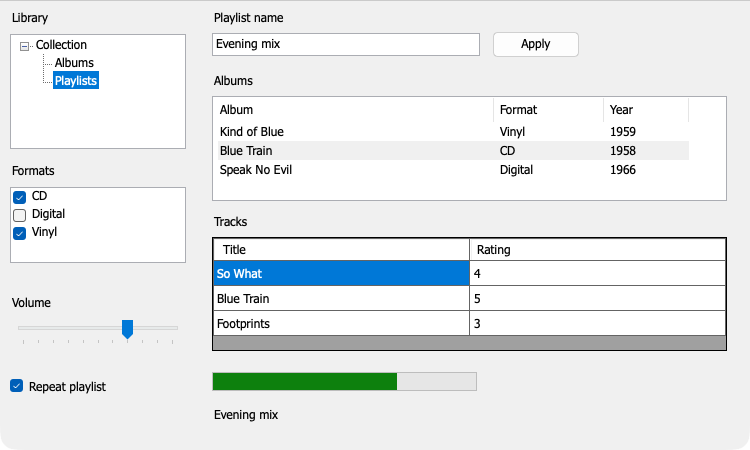 Library
Collection
Albums
Playlists
Formats
CD
Digital
Vinyl
Volume
Repeat playlist
Playlist name
Evening mix
Apply
Albums
Album Format Year
Kind of Blue Vinyl 1959
Blue Train CD 1958
Speak No Evil Digital 1966
Tracks
Title Rating
So What 4
Blue Train 5
Footprints 3
Evening mix